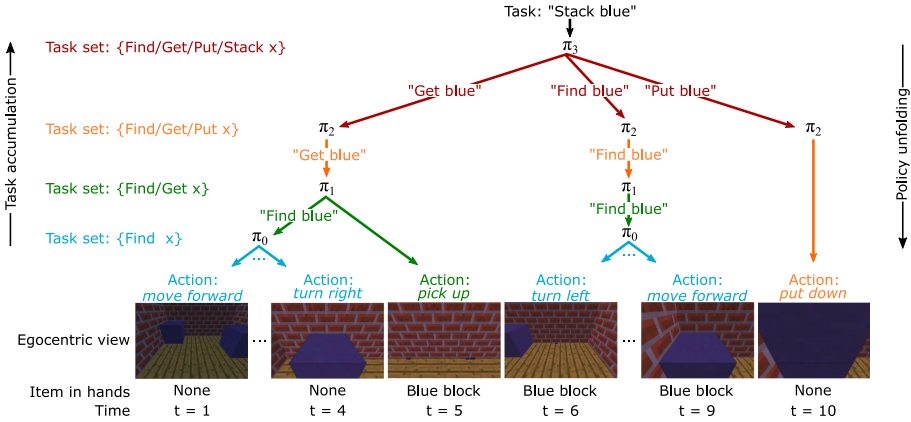 Task: "Stack blue"
Task set: {Find/Get/Put/Stack x}
π3
"Get blue" "Find blue" "Put blue"
Task set: {Find/Get/Put x}
π2 π2 π2
"Get blue" "Find blue"
Task set: {Find/Get x}
π1 π1
"Find blue" "Find blue"
Task set: {Find x}
π0 π0
... ...
Action: Action: Action: Action: Action: Action:
move forward turn right pick up turn left move forward put down
Egocentric view ... ...
Item in hands None None Blue block Blue block Blue block None
Time t = 1 t = 4 t = 5 t = 6 t = 9 t = 10
Task accumulation
Policy unfolding